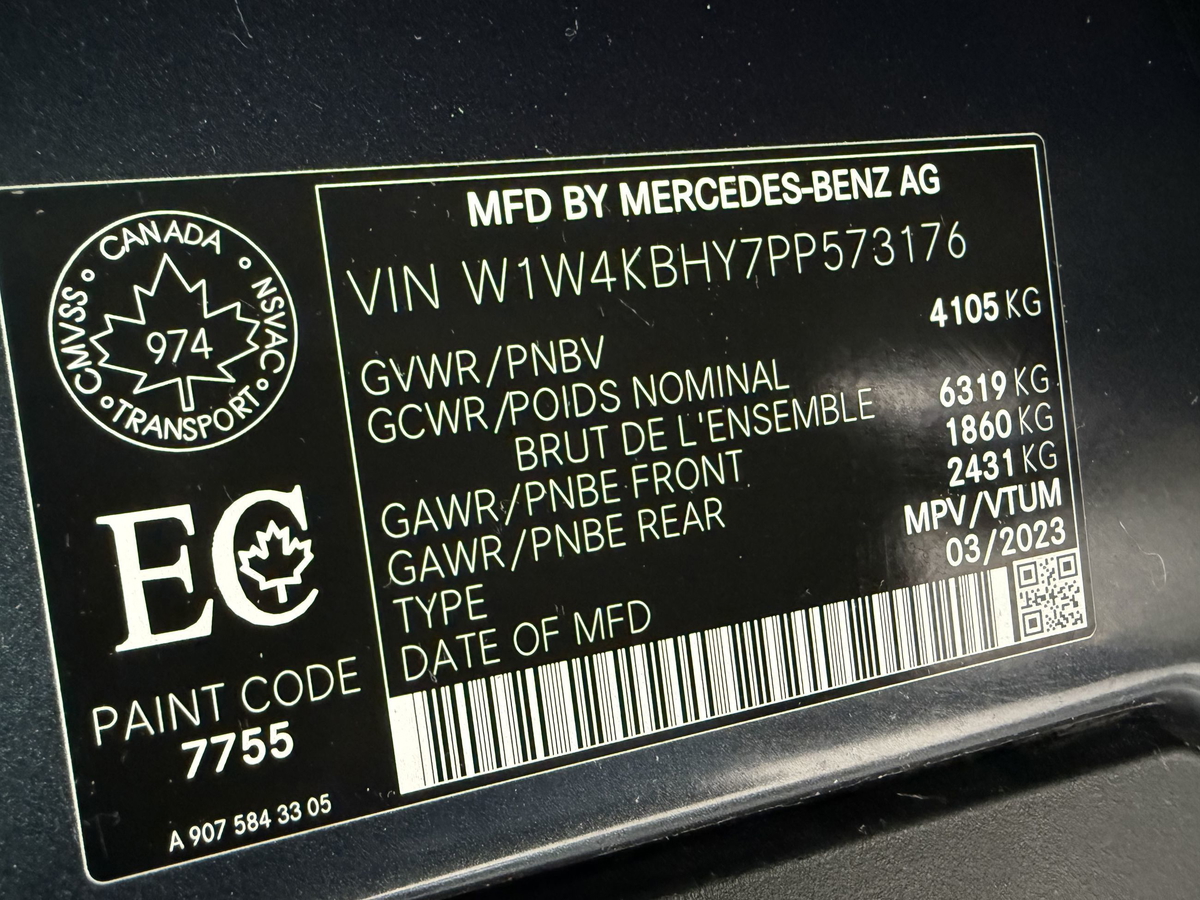 CANADA
CMVSS
NSVAC
974
TRANSPORT
EC
PAINT CODE
7755
A 907 584 33 05
MFD BY MERCEDES-BENZ AG
VIN W1W4KBHY7PP573176
GVWR/PNBV 4105 KG
GCWR/POIDS NOMINAL
BRUT DE L'ENSEMBLE 6319 KG
GAWR/PNBE FRONT 1860 KG
GAWR/PNBE REAR 2431 KG
TYPE MPV/VTUM
DATE OF MFD 03/2023